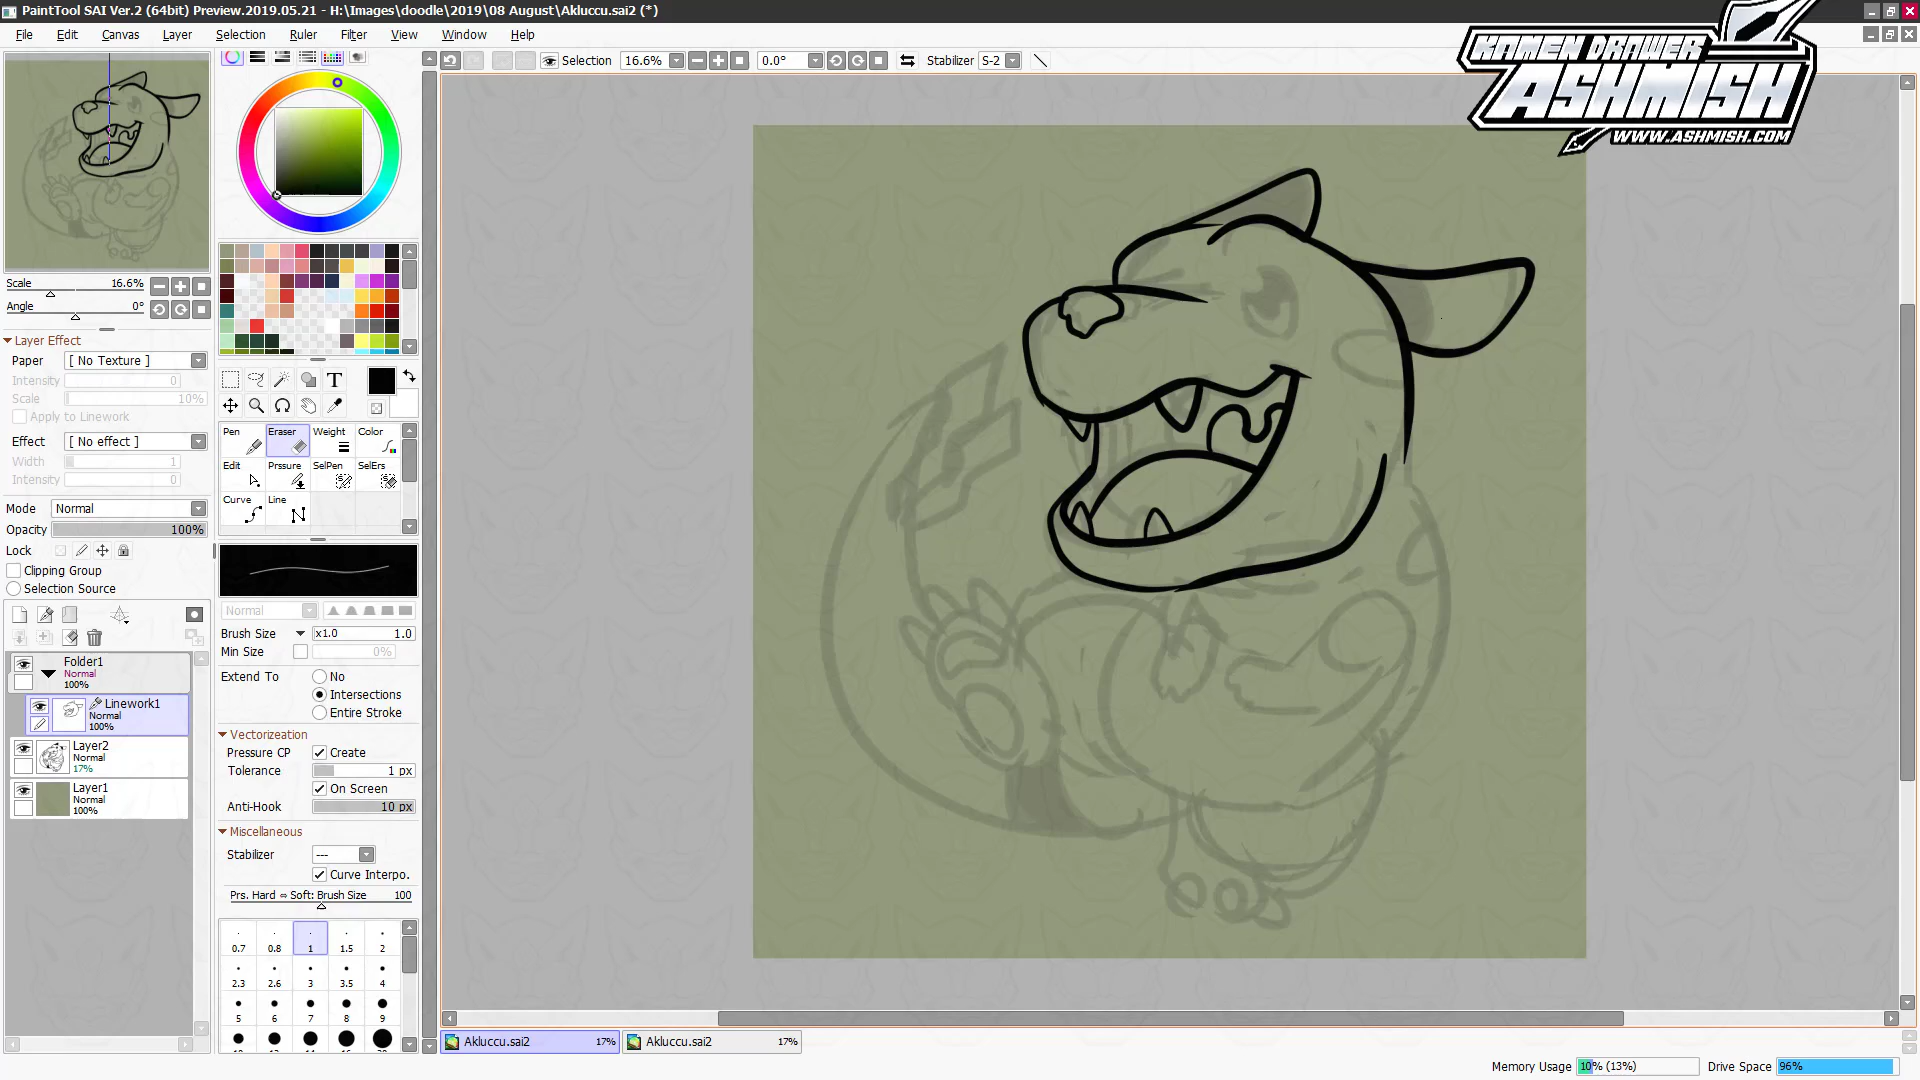 PaintTool SAI Ver.2 (64bit) Preview.2019.05.21 - H:\Images\doodle\2019\08 August\Akluccu.sai2 (*)
File Edit Canvas Layer Selection Ruler Filter View Window Help
KAMEN DRAWER
ASHMISH
WWW.ASHMISH.COM
Selection 16.6% 0.0° Stabilizer S-2
Scale 16.6%
Angle 0°
Layer Effect
Paper [ No Texture ]
Intensity 0
Scale 10%
Apply to Linework
Effect [ No effect ]
Width 1
Intensity 0
Mode Normal
Opacity 100%
Lock
Clipping Group
Selection Source
Folder1
Normal
100%
Linework1
Normal
100%
Layer2
Normal
17%
Layer1
Normal
100%
T
Pen Eraser Weight Color
Edit Prssure SelPen SelErs
Curve Line
Normal
Brush Size x1.0 1.0
Min Size 0%
Extend To No
Intersections
Entire Stroke
Vectorizeation
Pressure CP Create
Tolerance 1 px
On Screen
Anti-Hook 10 px
Miscellaneous
Stabilizer ---
Curve Interpo.
Prs. Hard ⇔ Soft: Brush Size 100
0.7 0.8 1 1.5 2
2.3 2.6 3 3.5 4
5 6 7 8 9
Akluccu.sai2 17% Akluccu.sai2 17%
Memory Usage 10% (13%) Drive Space 96%